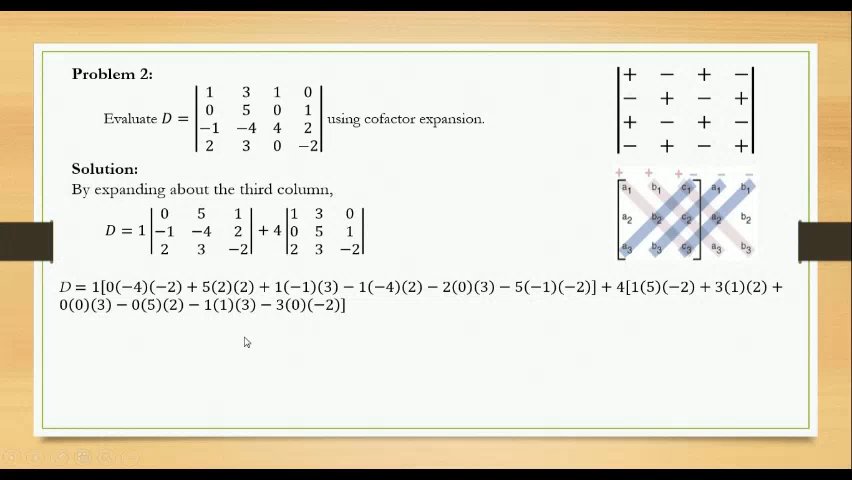 Problem 2:
1 3 1 0
0 5 0 1
Evaluate D = using cofactor expansion.
−1 −4 4 2
2 3 0 −2
Solution:
By expanding about the third column,
0 5 1 1 3 0
D = 1 −1 −4 2 + 4 0 5 1
2 3 −2 2 3 −2
D = 1[0(−4)(−2) + 5(2)(2) + 1(−1)(3) − 1(−4)(2) − 2(0)(3) − 5(−1)(−2)] + 4[1(5)(−2) + 3(1)(2) +
0(0)(3) − 0(5)(2) − 1(1)(3) − 3(0)(−2)]
+ − + −
− + − +
+ − + −
− + − +
+ + + − − −
a₁ b₁ c₁ a₁ b₁
a₂ b₂ c₂ a₂ b₂
a₃ b₃ c₃ a₃ b₃